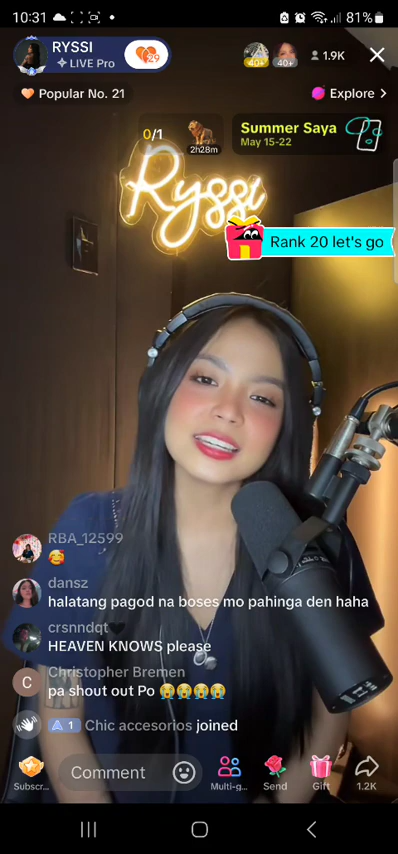 10:31
81%
RYSSI
LIVE Pro
29
40+
40+
1.9K
Popular No. 21
Explore >
0/1
2h28m
Summer Saya
May 15-22
Ryssi
Rank 20 let's go
RBA_12599
🥰
dansz
halatang pagod na boses mo pahinga den haha
crsnndqt🖤
HEAVEN KNOWS please
C
Christopher Bremen
pa shout out Po 😭😭😭😭
1 Chic accesorios joined
Comment
Subscr...
Multi-g...
Send
Gift
1.2K